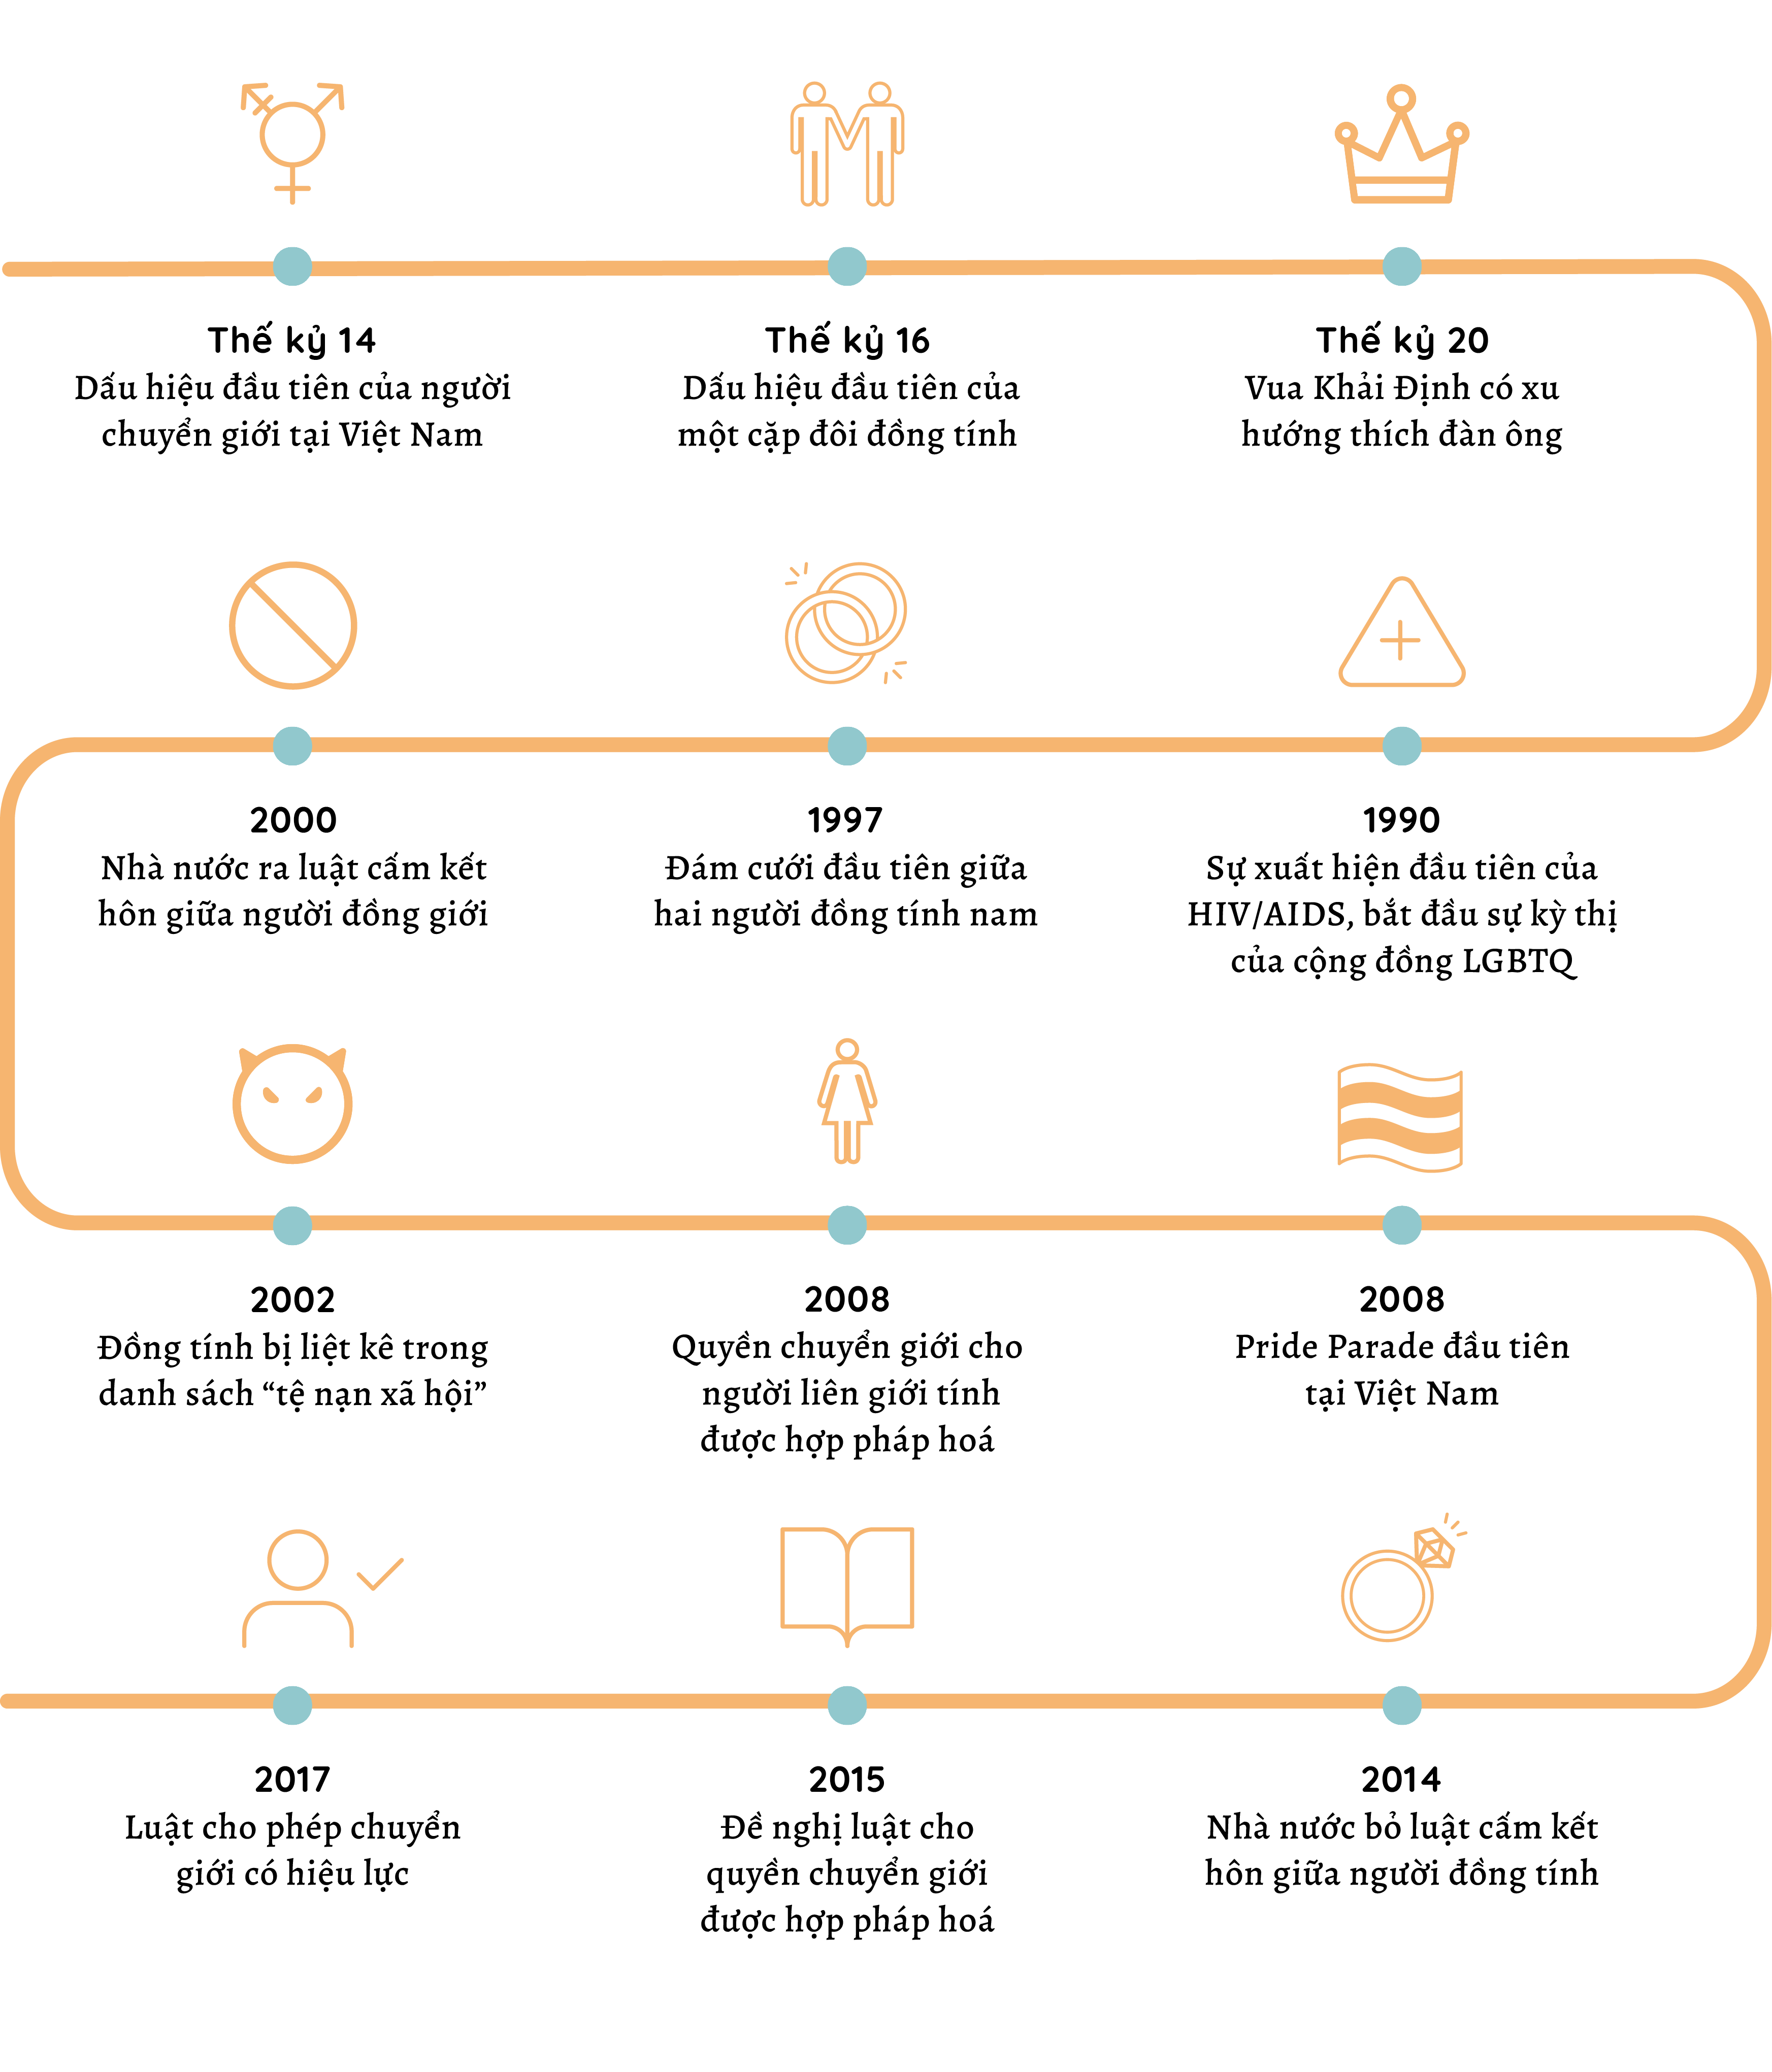 Thế kỷ 14
Dấu hiệu đầu tiên của người
chuyển giới tại Việt Nam
Thế kỷ 16
Dấu hiệu đầu tiên của
một cặp đôi đồng tính
Thế kỷ 20
Vua Khải Định có xu
hướng thích đàn ông
1990
Sự xuất hiện đầu tiên của
HIV/AIDS, bắt đầu sự kỳ thị
của cộng đồng LGBTQ
1997
Đám cưới đầu tiên giữa
hai người đồng tính nam
2000
Nhà nước ra luật cấm kết
hôn giữa người đồng giới
2002
Đồng tính bị liệt kê trong
danh sách “tệ nạn xã hội”
2008
Quyền chuyển giới cho
người liên giới tính
được hợp pháp hoá
2008
Pride Parade đầu tiên
tại Việt Nam
2014
Nhà nước bỏ luật cấm kết
hôn giữa người đồng tính
2015
Đề nghị luật cho
quyền chuyển giới
được hợp pháp hoá
2017
Luật cho phép chuyển
giới có hiệu lực